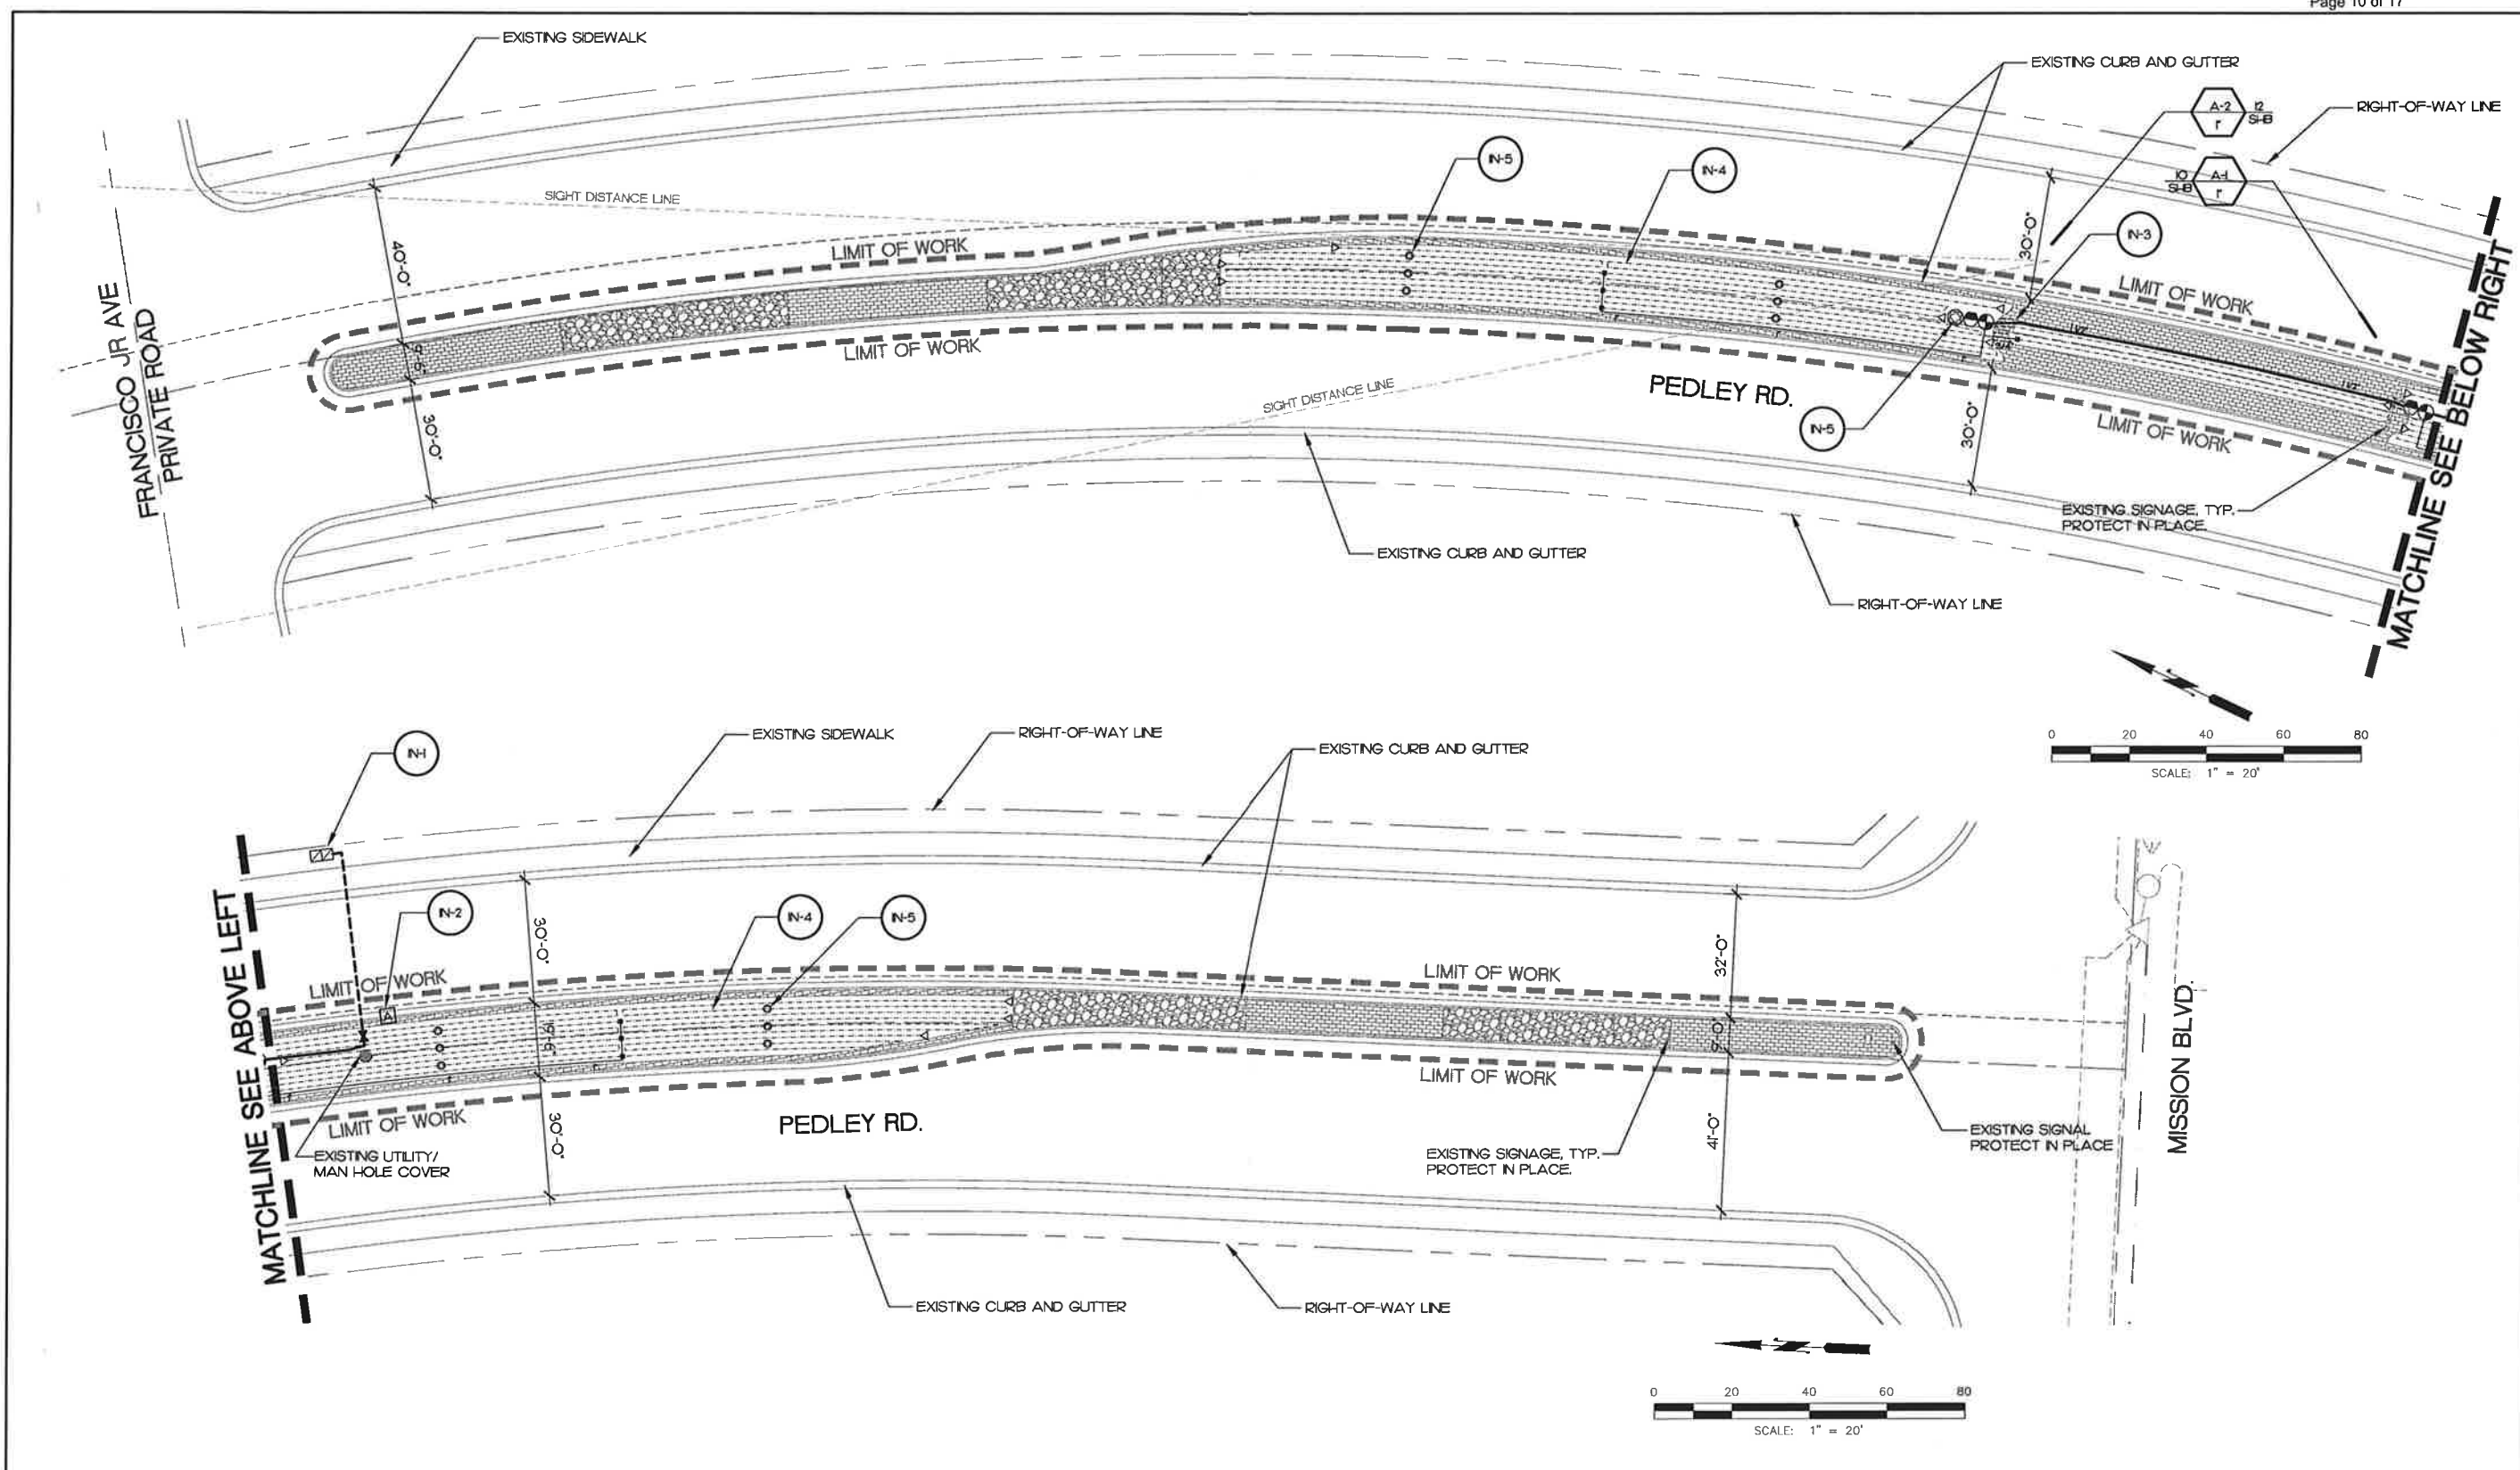 Page 10 of 17
EXISTING SIDEWALK
EXISTING CURB AND GUTTER
A-2
r
12
SHB
RIGHT-OF-WAY LINE
IN-5
IN-4
10
SHB
A-1
r
SIGHT DISTANCE LINE
IN-3
40'-0"
30'-0"
LIMIT OF WORK
LIMIT OF WORK
FRANCISCO JR AVE
PRIVATE ROAD
LIMIT OF WORK
9'-6"
SIGHT DISTANCE LINE
PEDLEY RD.
IN-5
30'-0"
30'-0"
LIMIT OF WORK
MATCHLINE SEE BELOW RIGHT
EXISTING SIGNAGE, TYP.
PROTECT IN PLACE.
EXISTING CURB AND GUTTER
RIGHT-OF-WAY LINE
0 20 40 60 80
SCALE: 1" = 20'
IN-1
EXISTING SIDEWALK
RIGHT-OF-WAY LINE
EXISTING CURB AND GUTTER
MATCHLINE SEE ABOVE LEFT
IN-2
IN-4
IN-5
30'-0"
32'-0"
LIMIT OF WORK
LIMIT OF WORK
A
9'-0"
LIMIT OF WORK
LIMIT OF WORK
PEDLEY RD.
30'-0"
41'-0"
MISSION BLVD.
EXISTING UTILITY/
MAN HOLE COVER
EXISTING SIGNAGE, TYP.
PROTECT IN PLACE.
EXISTING SIGNAL
PROTECT IN PLACE
EXISTING CURB AND GUTTER
RIGHT-OF-WAY LINE
0 20 40 60 80
SCALE: 1" = 20'